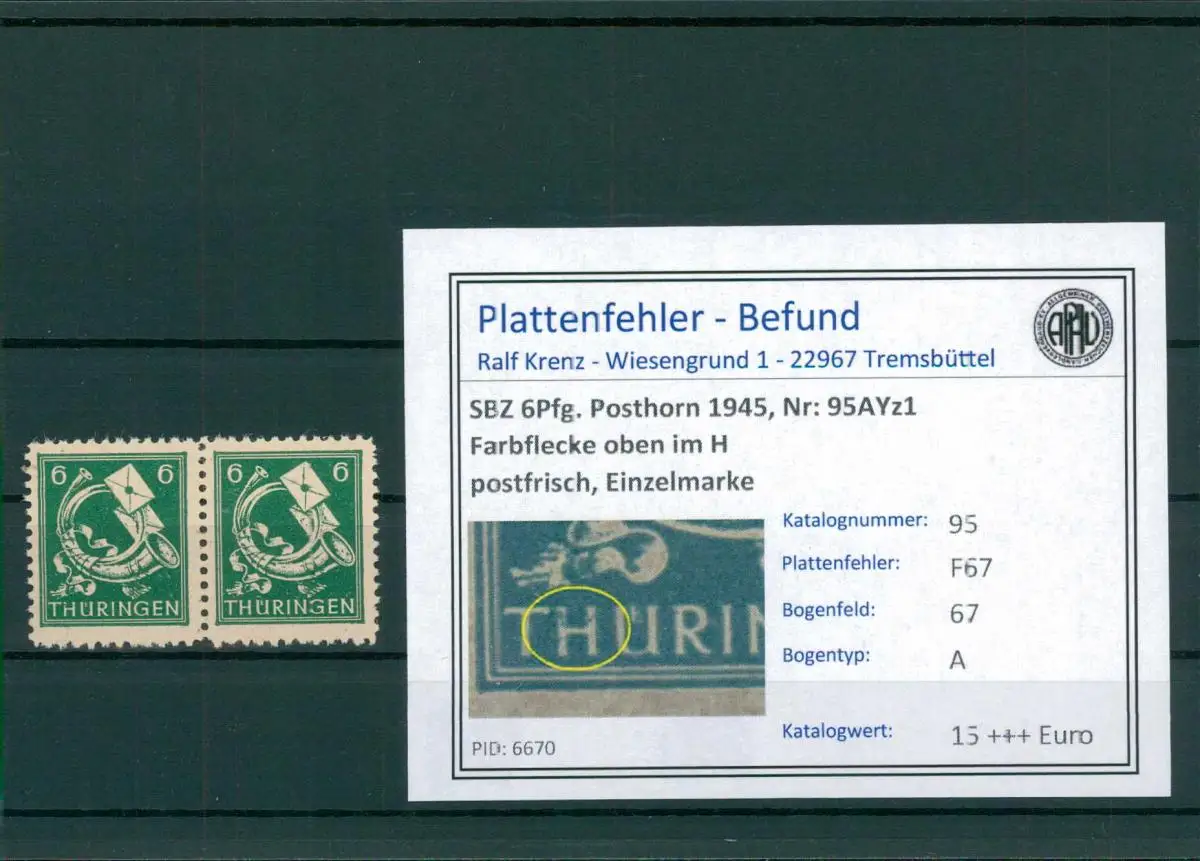 6 6
THÜRINGEN
6 6
THÜRINGEN
Plattenfehler - Befund
Ralf Krenz - Wiesengrund 1 - 22967 Tremsbüttel
APHV
SBZ 6Pfg. Posthorn 1945, Nr: 95AYz1
Farbflecke oben im H
postfrisch, Einzelmarke
THÜRIN
Katalognummer: 95
Plattenfehler: F67
Bogenfeld: 67
Bogentyp: A
Katalogwert: 15 +++ Euro
PID: 6670